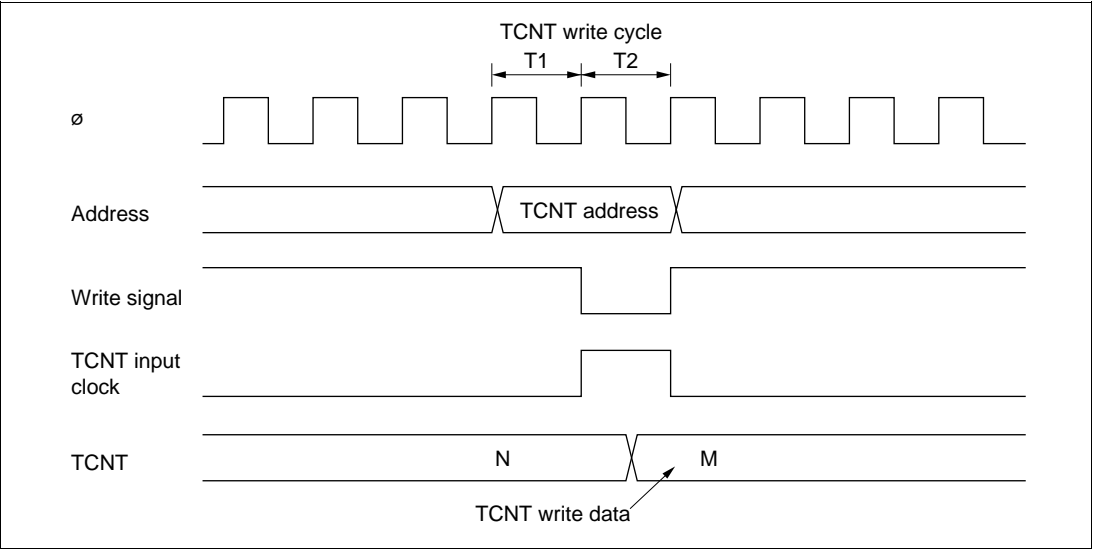 TCNT write cycle
T1 T2
ø
Address TCNT address
Write signal
TCNT input
clock
TCNT N M
TCNT write data